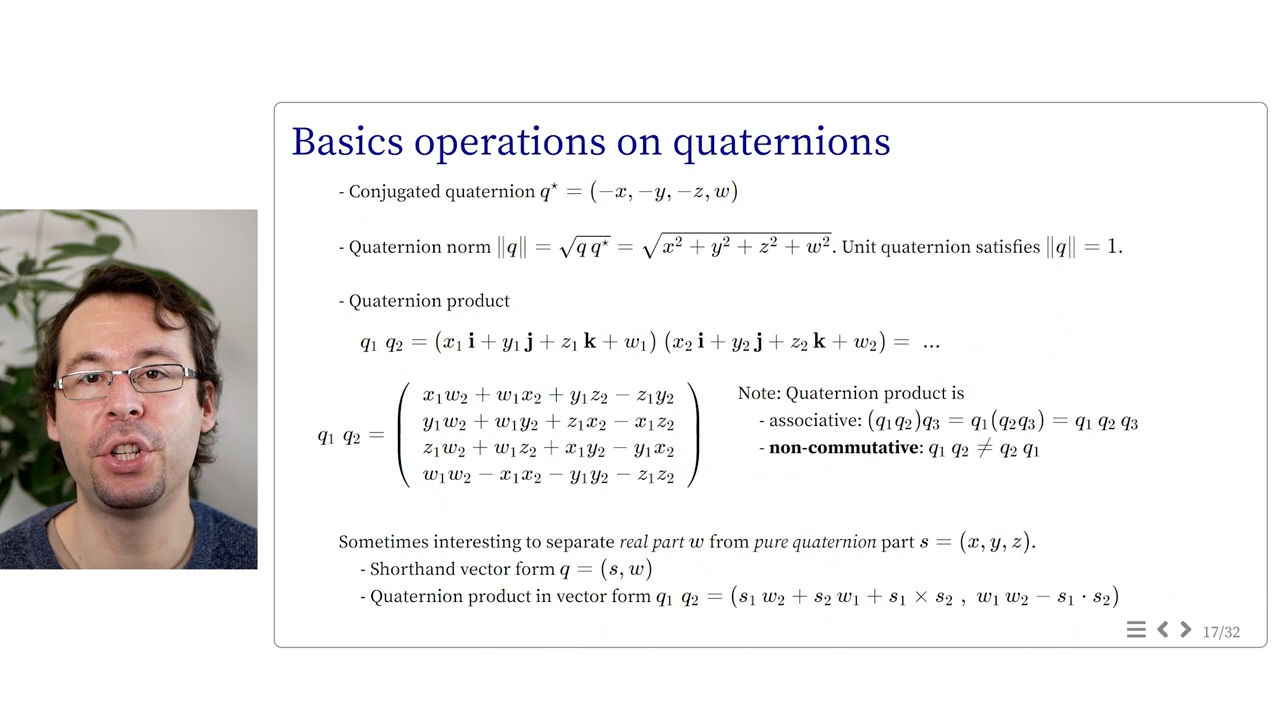 Basics operations on quaternions
- Conjugated quaternion q⋆ = (−x, −y, −z, w)
- Quaternion norm ‖q‖ = √(q q⋆) = √(x² + y² + z² + w²). Unit quaternion satisfies ‖q‖ = 1.
- Quaternion product
q₁ q₂ = (x₁ i + y₁ j + z₁ k + w₁) (x₂ i + y₂ j + z₂ k + w₂) = ...
q₁ q₂ = (
x₁w₂ + w₁x₂ + y₁z₂ − z₁y₂
y₁w₂ + w₁y₂ + z₁x₂ − x₁z₂
z₁w₂ + w₁z₂ + x₁y₂ − y₁x₂
w₁w₂ − x₁x₂ − y₁y₂ − z₁z₂
)
Note: Quaternion product is
- associative: (q₁q₂)q₃ = q₁(q₂q₃) = q₁ q₂ q₃
- non-commutative: q₁ q₂ ≠ q₂ q₁
Sometimes interesting to separate real part w from pure quaternion part s = (x, y, z).
- Shorthand vector form q = (s, w)
- Quaternion product in vector form q₁ q₂ = (s₁ w₂ + s₂ w₁ + s₁ × s₂ , w₁ w₂ − s₁ · s₂)
17/32